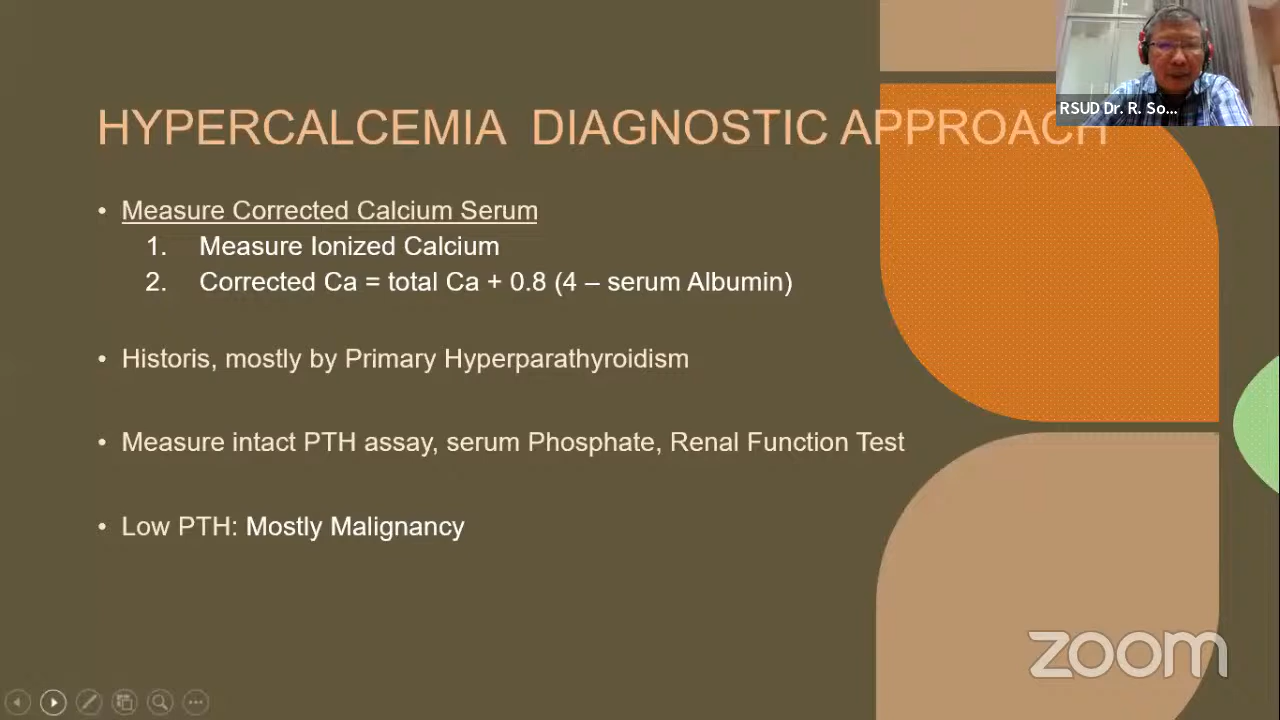 RSUD Dr. R. So...
HYPERCALCEMIA DIAGNOSTIC APPROACH
• Measure Corrected Calcium Serum
1. Measure Ionized Calcium
2. Corrected Ca = total Ca + 0.8 (4 – serum Albumin)
• Historis, mostly by Primary Hyperparathyroidism
• Measure intact PTH assay, serum Phosphate, Renal Function Test
• Low PTH: Mostly Malignancy
zoom